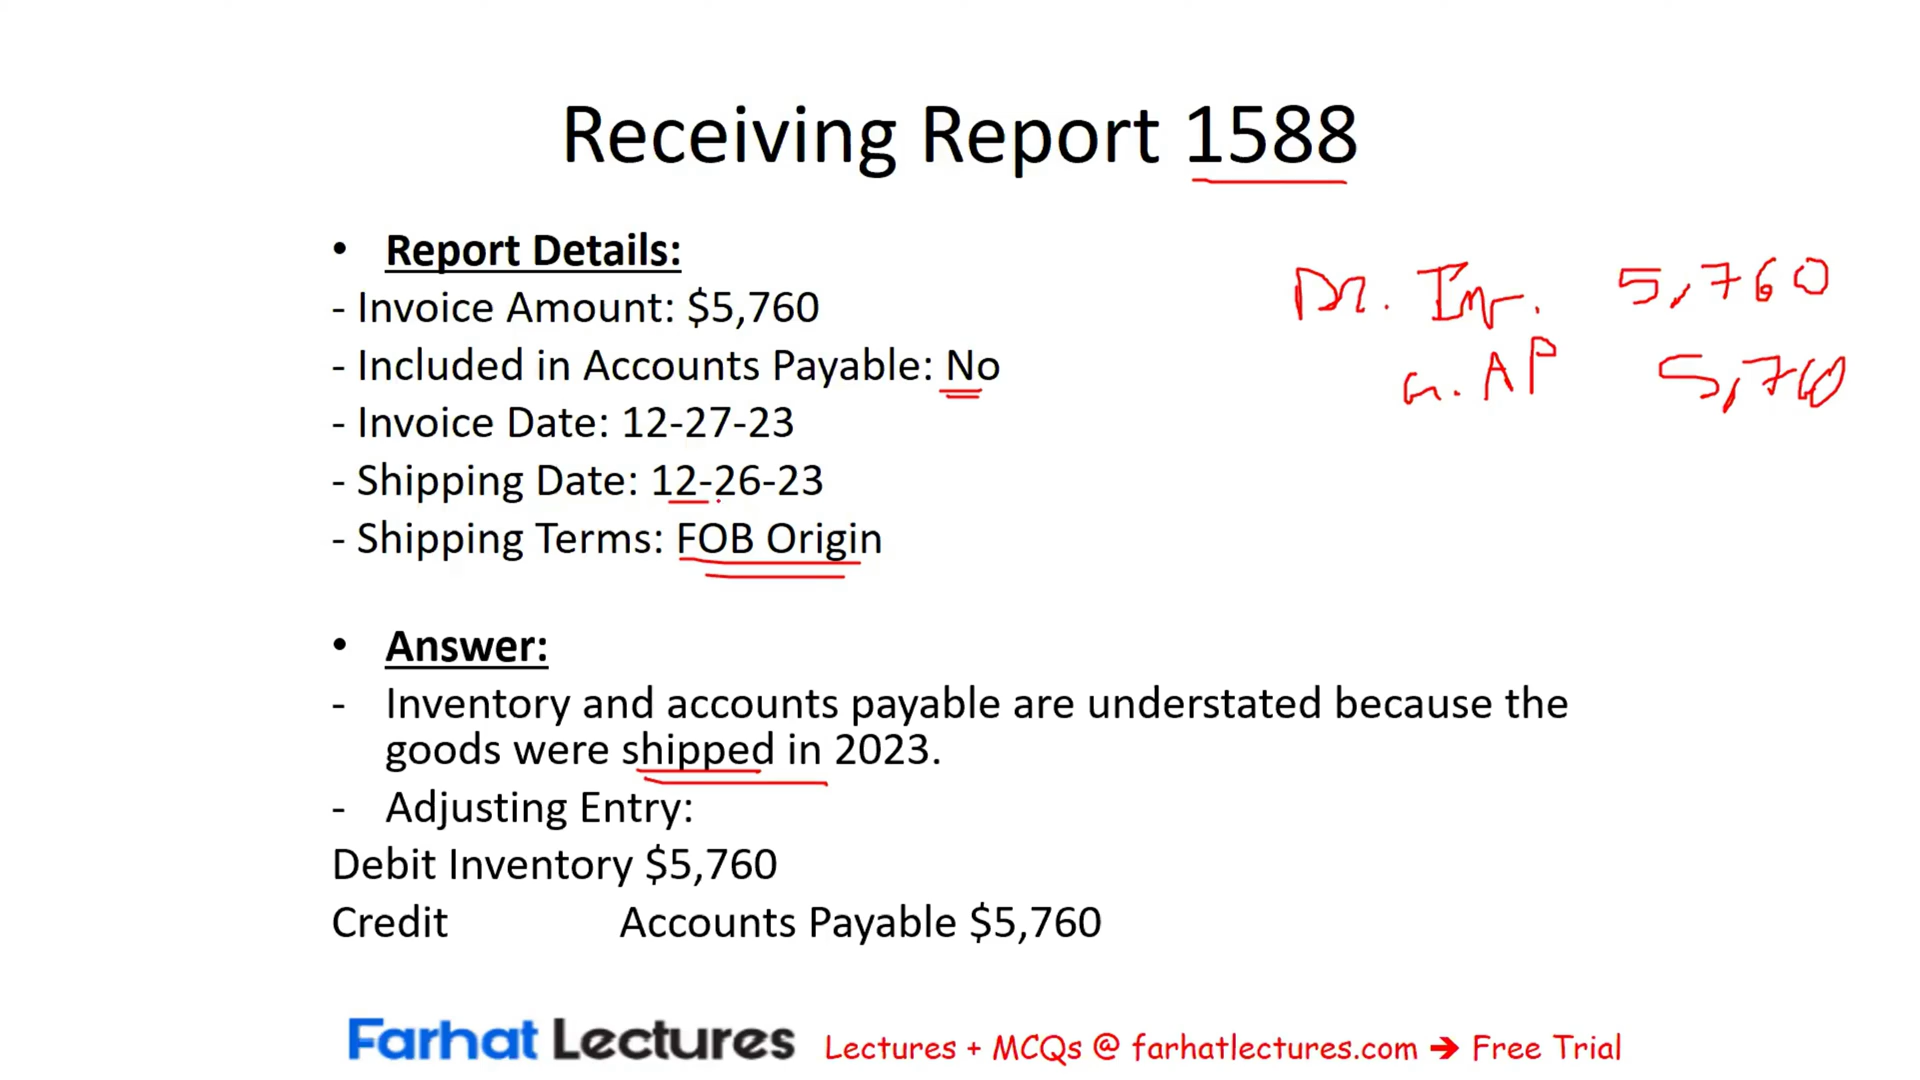 Receiving Report 1588
• Report Details:
- Invoice Amount: $5,760
- Included in Accounts Payable: No
- Invoice Date: 12-27-23
- Shipping Date: 12-26-23
- Shipping Terms: FOB Origin
Dr. Inv. 5,760
Cr. AP 5,760
• Answer:
- Inventory and accounts payable are understated because the
goods were shipped in 2023.
- Adjusting Entry:
Debit Inventory $5,760
Credit Accounts Payable $5,760
Farhat Lectures Lectures + MCQs @ farhatlectures.com → Free Trial